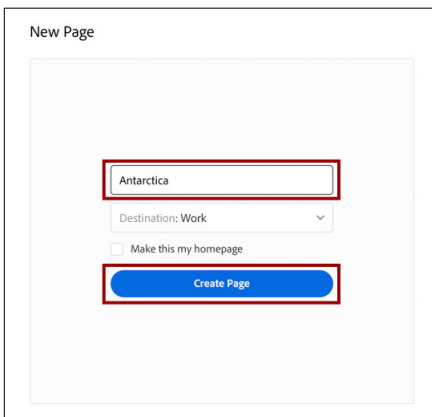 New Page
Antarctica
Destination: Work
Make this my homepage
Create Page